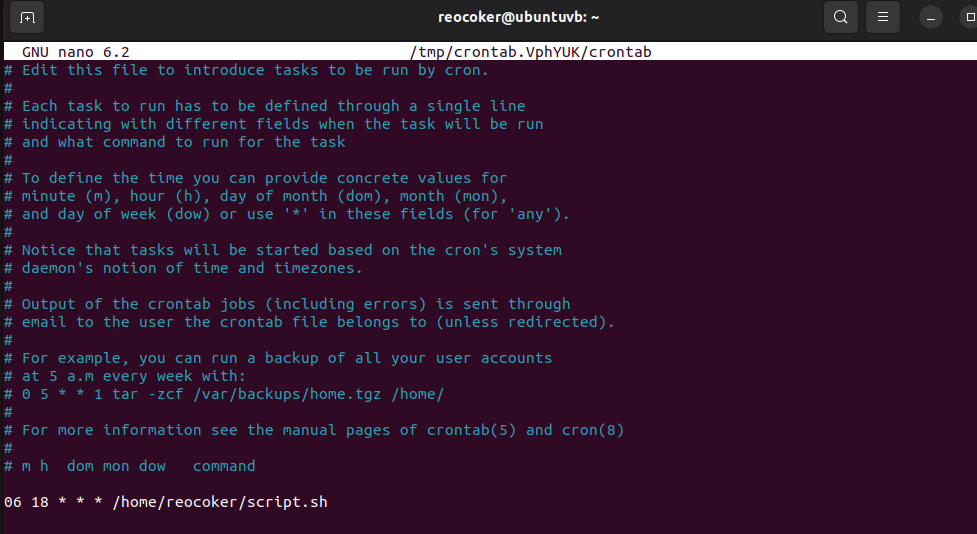 reocoker@ubuntuvb: ~
GNU nano 6.2 /tmp/crontab.VphYUK/crontab
# Edit this file to introduce tasks to be run by cron.
#
# Each task to run has to be defined through a single line
# indicating with different fields when the task will be run
# and what command to run for the task
#
# To define the time you can provide concrete values for
# minute (m), hour (h), day of month (dom), month (mon),
# and day of week (dow) or use '*' in these fields (for 'any').
#
# Notice that tasks will be started based on the cron's system
# daemon's notion of time and timezones.
#
# Output of the crontab jobs (including errors) is sent through
# email to the user the crontab file belongs to (unless redirected).
#
# For example, you can run a backup of all your user accounts
# at 5 a.m every week with:
# 0 5 * * 1 tar -zcf /var/backups/home.tgz /home/
#
# For more information see the manual pages of crontab(5) and cron(8)
#
# m h  dom mon dow   command
06 18 * * * /home/reocoker/script.sh